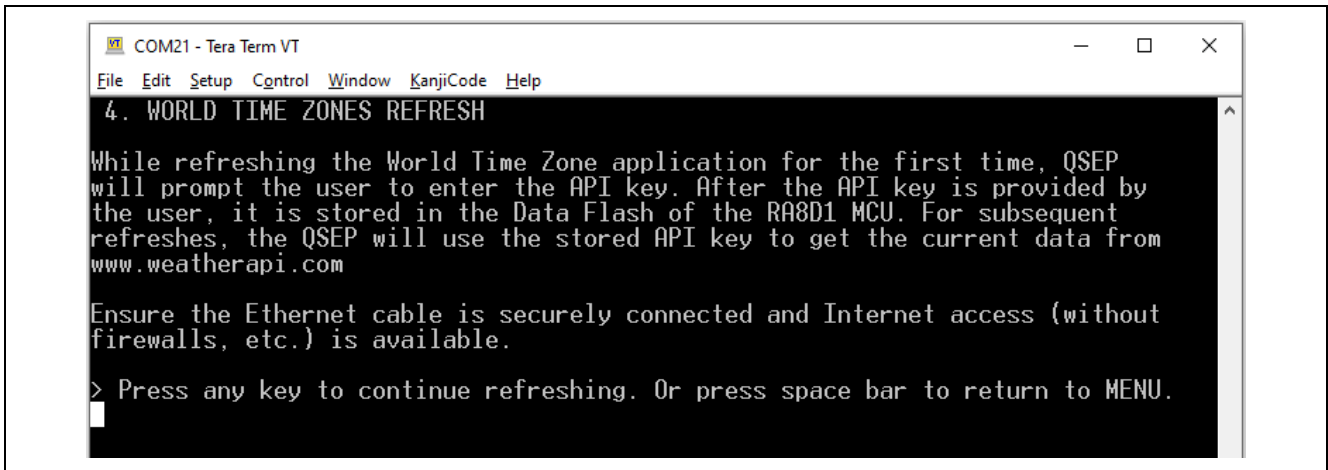 COM21 - Tera Term VT
File Edit Setup Control Window KanjiCode Help
4. WORLD TIME ZONES REFRESH
While refreshing the World Time Zone application for the first time, QSEP
will prompt the user to enter the API key. After the API key is provided by
the user, it is stored in the Data Flash of the RA8D1 MCU. For subsequent
refreshes, the QSEP will use the stored API key to get the current data from
www.weatherapi.com
Ensure the Ethernet cable is securely connected and Internet access (without
firewalls, etc.) is available.
> Press any key to continue refreshing. Or press space bar to return to MENU.